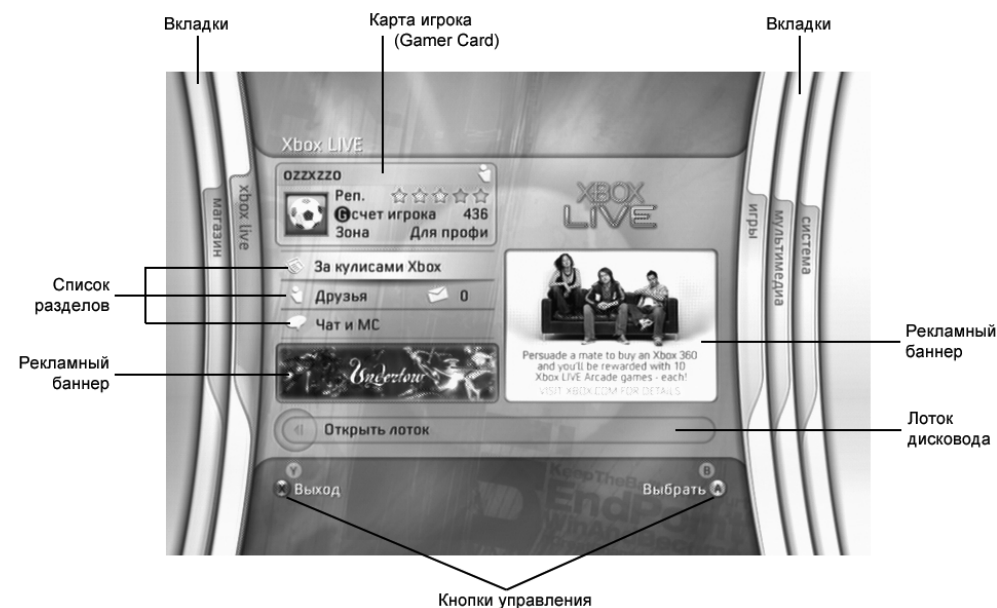 Вкладки
Карта игрока
(Gamer Card)
Вкладки
Xbox LIVE
ozzxzzo
Реп.
G счет игрока 436
Зона Для профи
XBOX
LIVE
магазин
xbox live
игры
мультимедиа
система
За кулисами Xbox
Друзья 0
Чат и МС
Список
разделов
Persuade a mate to buy an Xbox 360
and you'll be rewarded with 10
Xbox LIVE Arcade games - each!
VISIT XBOX.COM FOR DETAILS
Рекламный
баннер
Рекламный
баннер
Undertow
Открыть лоток
Лоток
дисковода
Y
X Выход
B
Выбрать A
KeepTheBa
EndPoint
Кнопки управления